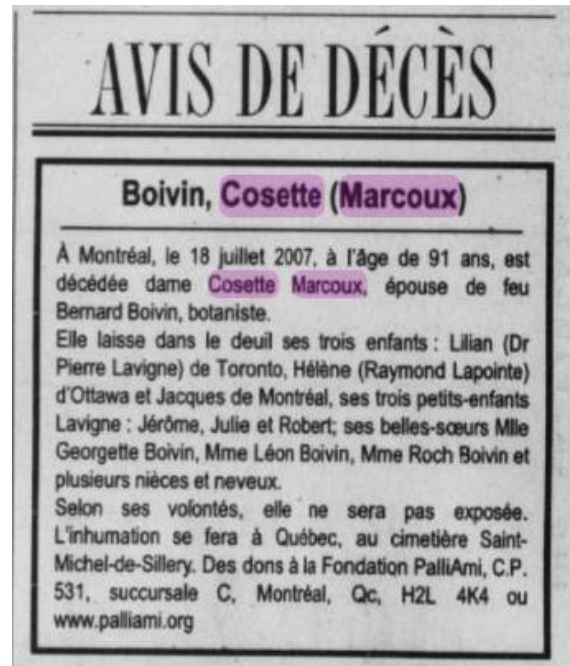 AVIS DE DÉCÈS
Boivin, Cosette (Marcoux)
À Montréal, le 18 juillet 2007, à l'âge de 91 ans, est
décédée dame Cosette Marcoux, épouse de feu
Bernard Boivin, botaniste.
Elle laisse dans le deuil ses trois enfants : Lilian (Dr
Pierre Lavigne) de Toronto, Hélène (Raymond Lapointe)
d'Ottawa et Jacques de Montréal, ses trois petits-enfants
Lavigne : Jérôme, Julie et Robert; ses belles-sœurs Mlle
Georgette Boivin, Mme Léon Boivin, Mme Roch Boivin et
plusieurs nièces et neveux.
Selon ses volontés, elle ne sera pas exposée.
L'inhumation se fera à Québec, au cimetière Saint-
Michel-de-Sillery. Des dons à la Fondation PalliAmi, C.P.
531, succursale C, Montréal, Qc, H2L 4K4 ou
www.palliami.org